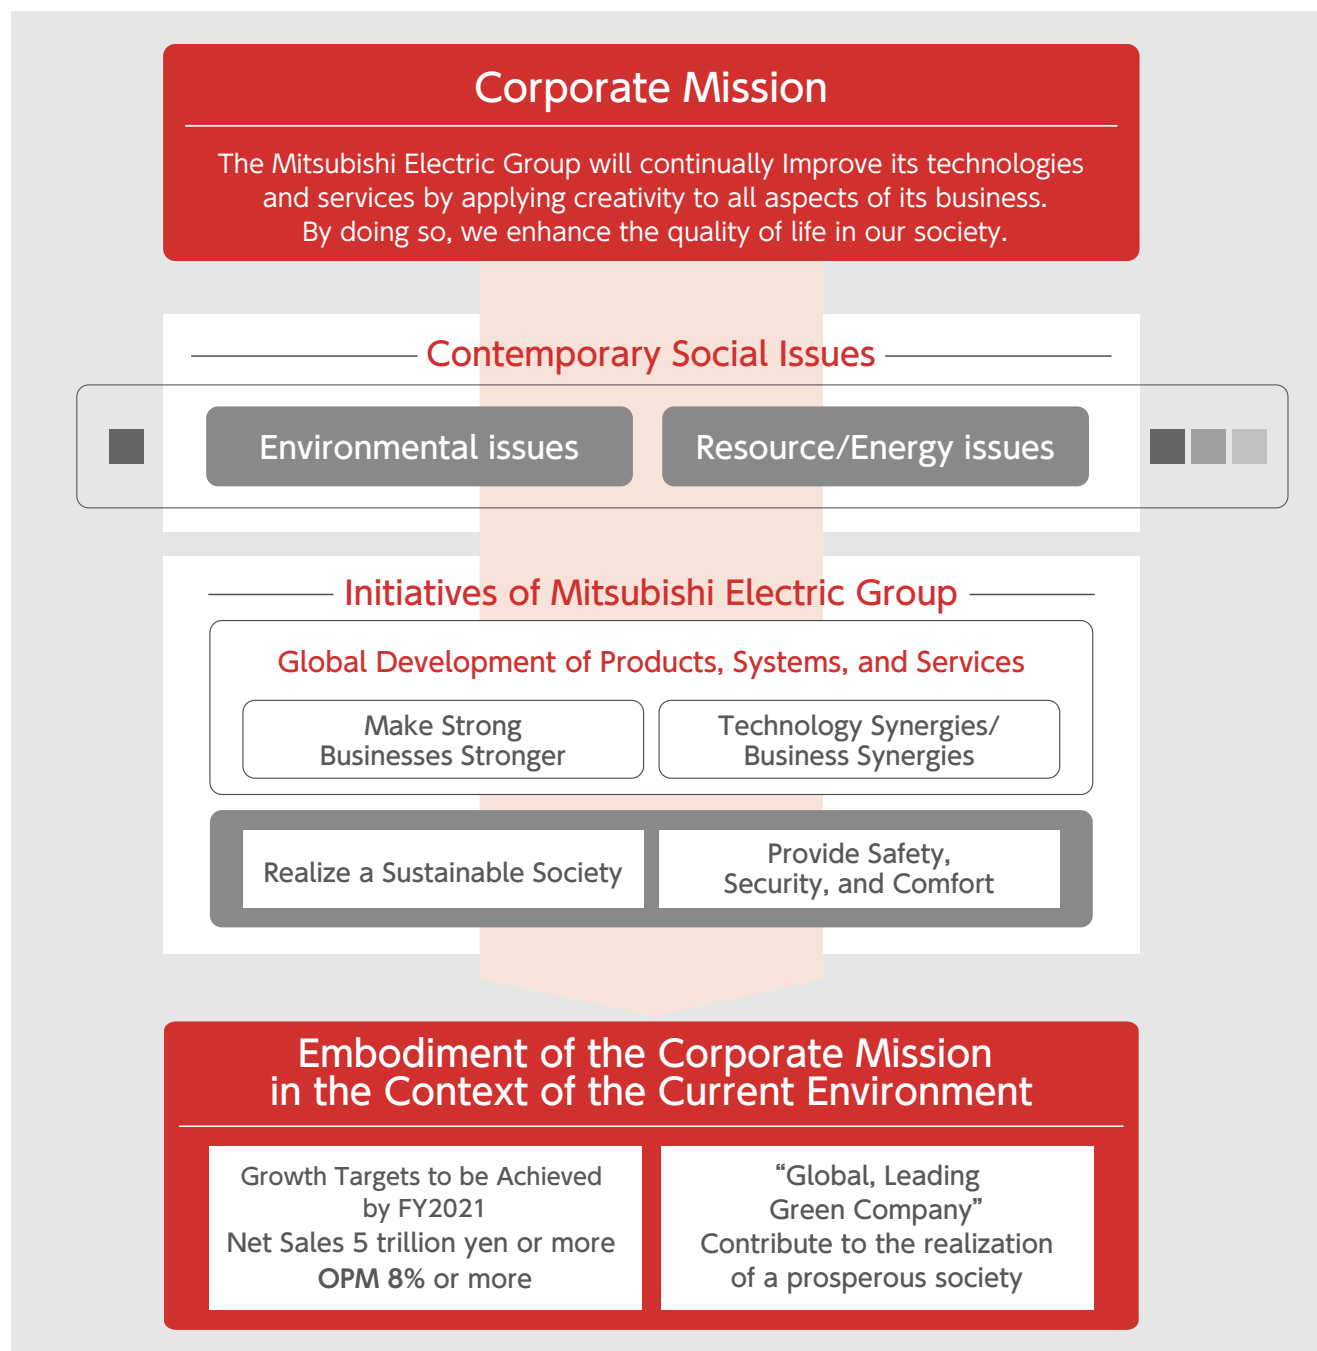 Corporate Mission
The Mitsubishi Electric Group will continually Improve its technologies
and services by applying creativity to all aspects of its business.
By doing so, we enhance the quality of life in our society.
Contemporary Social Issues
Environmental issues
Resource/Energy issues
Initiatives of Mitsubishi Electric Group
Global Development of Products, Systems, and Services
Make Strong
Businesses Stronger
Technology Synergies/
Business Synergies
Realize a Sustainable Society
Provide Safety,
Security, and Comfort
Embodiment of the Corporate Mission
in the Context of the Current Environment
Growth Targets to be Achieved
by FY2021
Net Sales 5 trillion yen or more
OPM 8% or more
“Global, Leading
Green Company”
Contribute to the realization
of a prosperous society